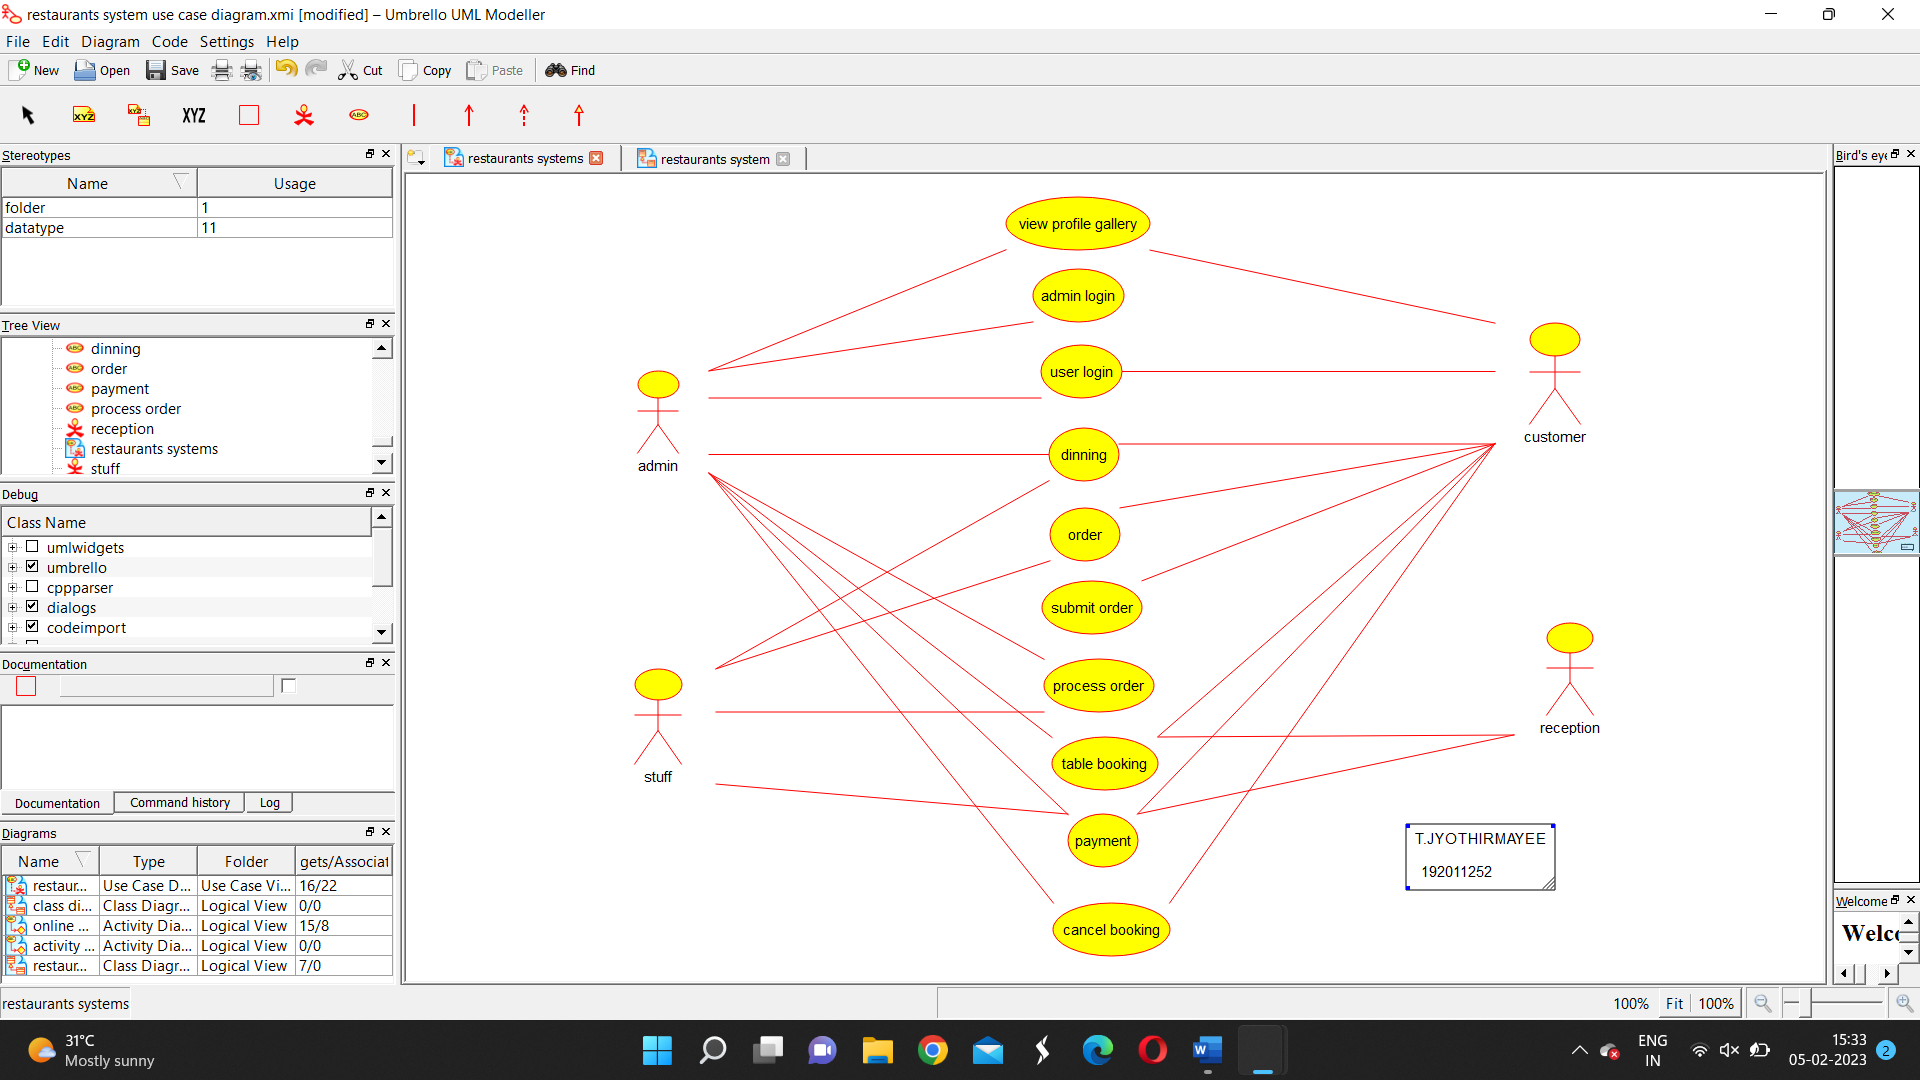 restaurants system use case diagram.xmi [modified] – Umbrello UML Modeller
File Edit Diagram Code Settings Help
New Open Save Cut Copy Paste Find
XYZ XYZ XYZ ABC
Stereotypes
Name Usage
folder 1
datatype 11
Tree View
dinning
order
payment
process order
reception
restaurants systems
stuff
Debug
Class Name
umlwidgets
umbrello
cppparser
dialogs
codeimport
Documentation
Documentation Command history Log
Diagrams
Name Type Folder gets/Associat
restaur... Use Case D... Use Case Vi... 16/22
class di... Class Diagr... Logical View 0/0
online ... Activity Dia... Logical View 15/8
activity ... Activity Dia... Logical View 0/0
restaur... Class Diagr... Logical View 7/0
restaurants systems restaurants system
view profile gallery
admin login
user login
dinning
order
submit order
process order
table booking
payment
cancel booking
admin
stuff
customer
reception
T.JYOTHIRMAYEE
192011252
Bird's eye
Welcome
Welco
restaurants systems
100% Fit 100%
31°C
Mostly sunny
ENG
IN
15:33
05-02-2023
2